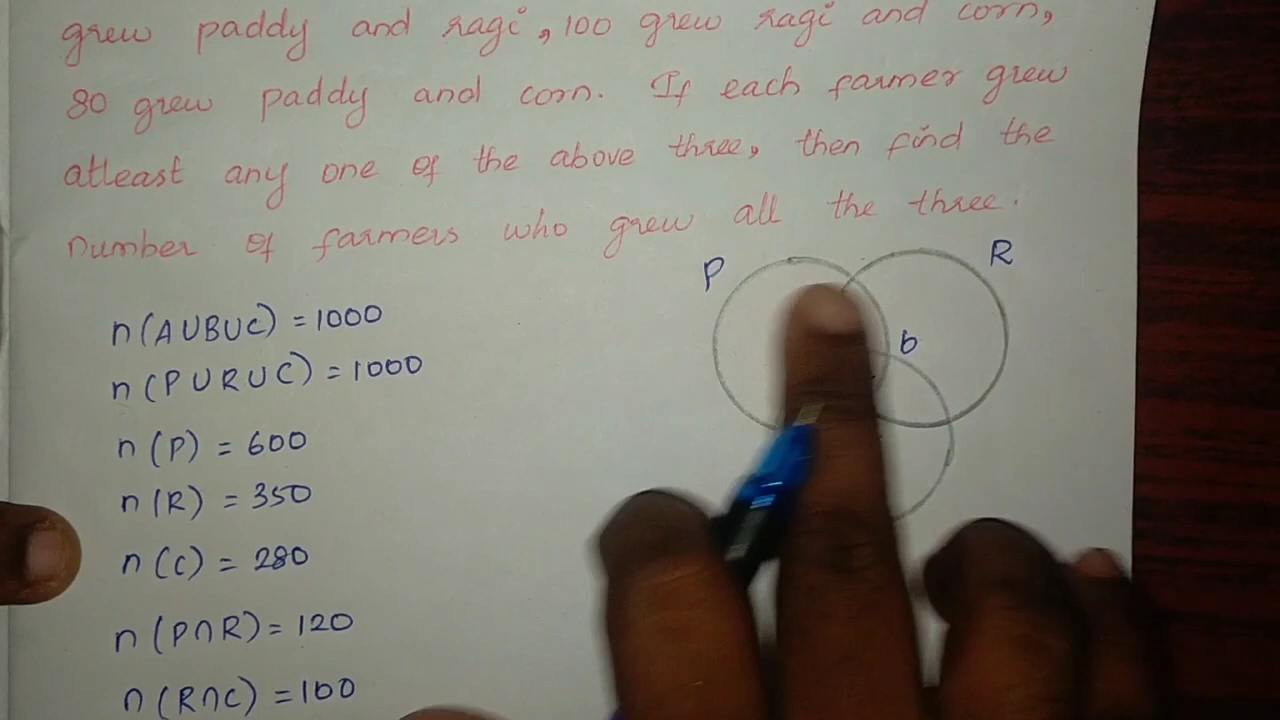 grew paddy and ragi, 100 grew ragi and corn,
80 grew paddy and corn. If each farmer grew
atleast any one of the above three, then find the
number of farmers who grew all the three.
P
R
b
n(AUBUC) = 1000
n(PURUC) = 1000
n(P) = 600
n(R) = 350
n(C) = 280
n(P∩R) = 120
n(R∩C) = 100